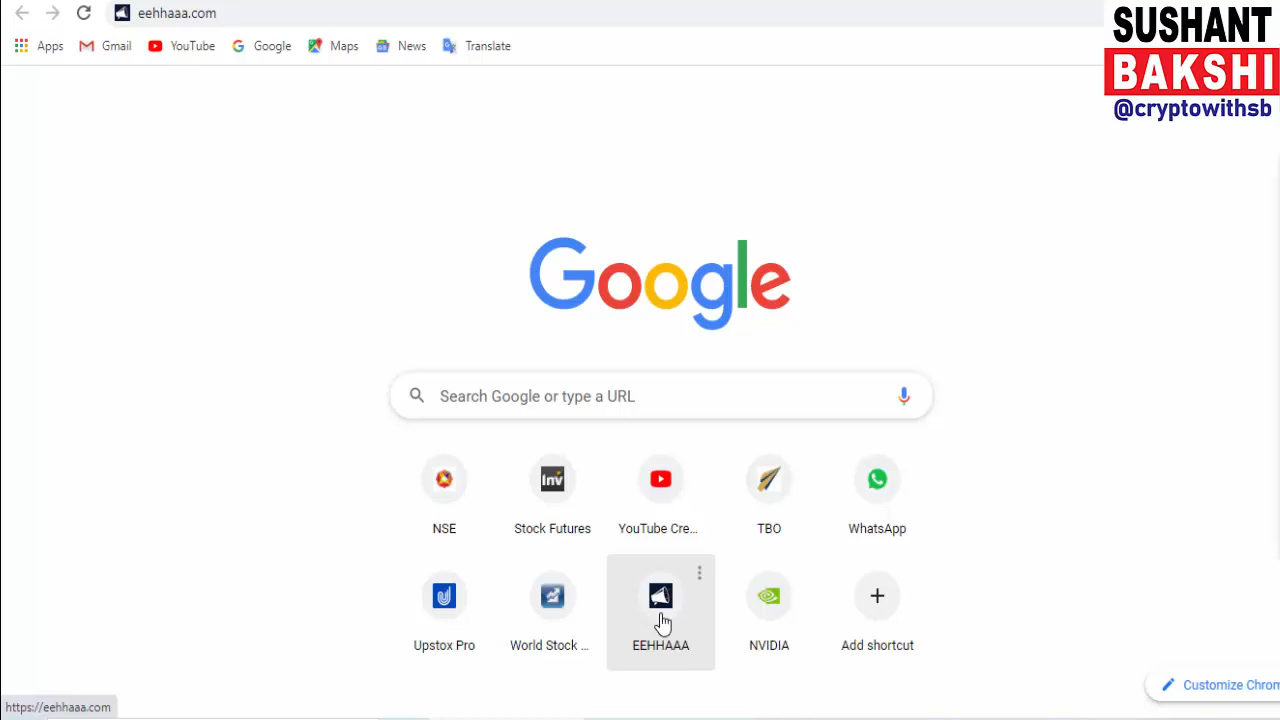 eehhaaa.com
SUSHANT
BAKSHI
@cryptowithsb
Apps Gmail YouTube Google Maps News Translate
Google
Search Google or type a URL
Inv
NSE Stock Futures YouTube Cre... TBO WhatsApp
Upstox Pro World Stock ... EEHHAAA NVIDIA Add shortcut
Customize Chrom
https://eehhaaa.com